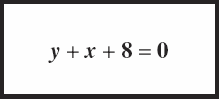 y + x + 8 = 0